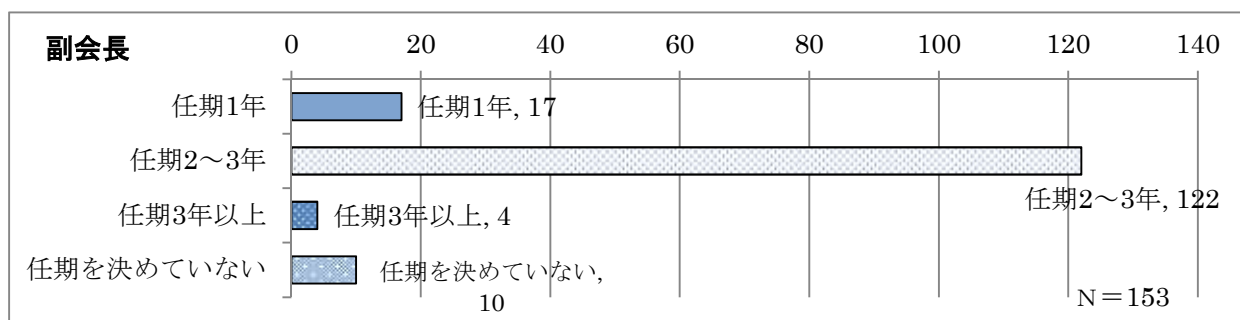 副会長
0 20 40 60 80 100 120 140
任期1年
任期1年, 17
任期2～3年
任期2～3年, 122
任期3年以上
任期3年以上, 4
任期を決めていない
任期を決めていない,
10
N＝153